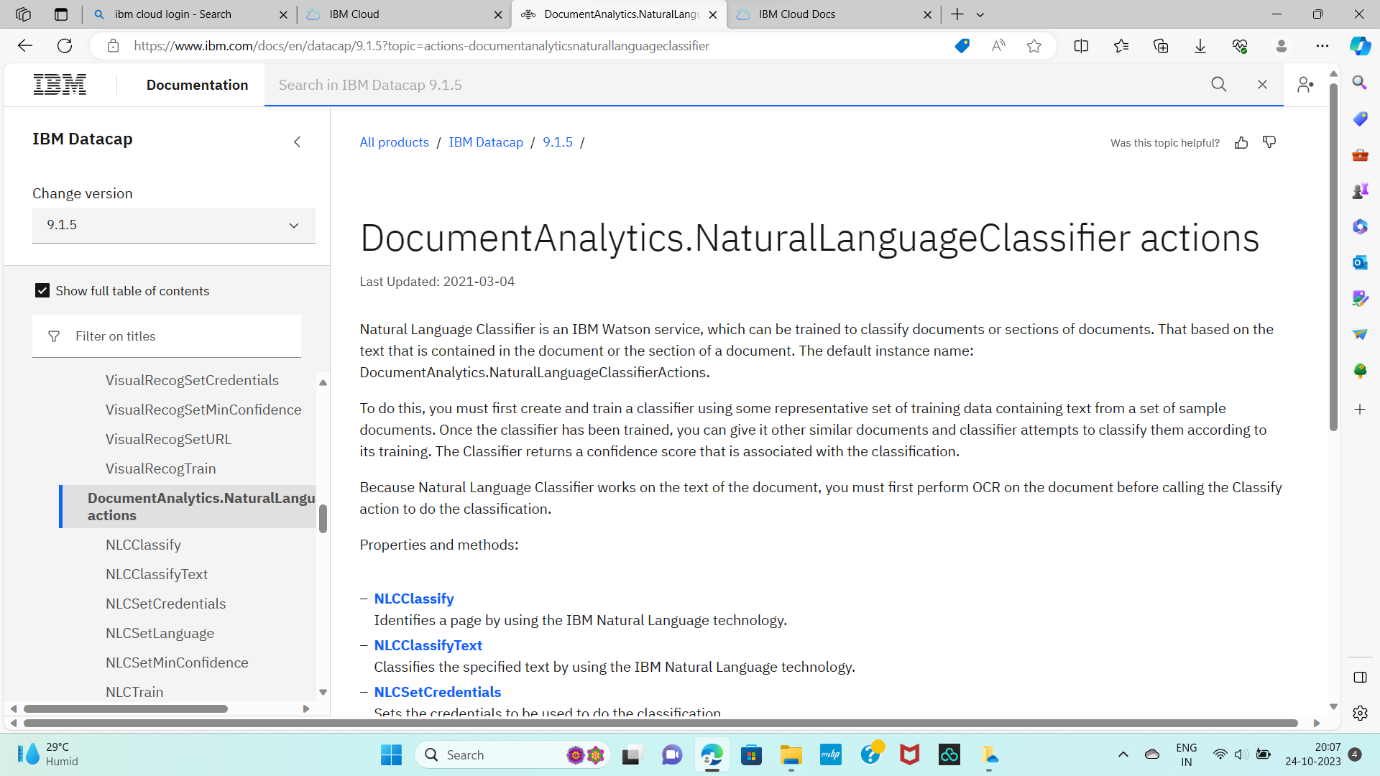 ibm cloud login - Search
IBM Cloud
DocumentAnalytics.NaturalLangu
IBM Cloud Docs
https://www.ibm.com/docs/en/datacap/9.1.5?topic=actions-documentanalyticsnaturallanguageclassifier
IBM
Documentation
Search in IBM Datacap 9.1.5
IBM Datacap
Change version
9.1.5
Show full table of contents
Filter on titles
VisualRecogSetCredentials
VisualRecogSetMinConfidence
VisualRecogSetURL
VisualRecogTrain
DocumentAnalytics.NaturalLangu
actions
NLCClassify
NLCClassifyText
NLCSetCredentials
NLCSetLanguage
NLCSetMinConfidence
NLCTrain
All products / IBM Datacap / 9.1.5 /
Was this topic helpful?
DocumentAnalytics.NaturalLanguageClassifier actions
Last Updated: 2021-03-04
Natural Language Classifier is an IBM Watson service, which can be trained to classify documents or sections of documents. That based on the
text that is contained in the document or the section of a document. The default instance name:
DocumentAnalytics.NaturalLanguageClassifierActions.
To do this, you must first create and train a classifier using some representative set of training data containing text from a set of sample
documents. Once the classifier has been trained, you can give it other similar documents and classifier attempts to classify them according to
its training. The Classifier returns a confidence score that is associated with the classification.
Because Natural Language Classifier works on the text of the document, you must first perform OCR on the document before calling the Classify
action to do the classification.
Properties and methods:
– NLCClassify
Identifies a page by using the IBM Natural Language technology.
– NLCClassifyText
Classifies the specified text by using the IBM Natural Language technology.
– NLCSetCredentials
Sets the credentials to be used to do the classification
29°C
Humid
Search
myhp
ENG
IN
20:07
24-10-2023
4